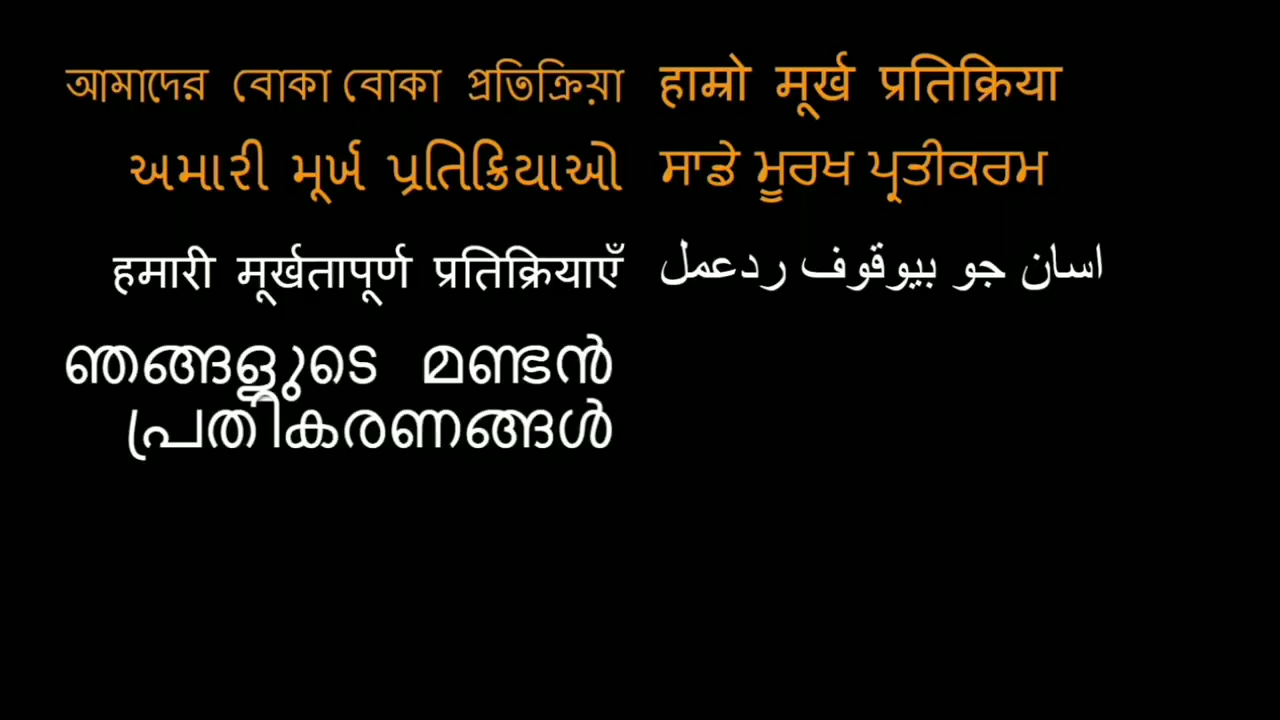 আমাদের বোকা বোকা প্রতিক্রিয়া
हाम्रो मूर्ख प्रतिक्रिया
અમારી મૂર્ખ પ્રતિક્રિયાઓ
ਸਾਡੇ ਮੂਰਖ ਪ੍ਰਤੀਕਰਮ
हमारी मूर्खतापूर्ण प्रतिक्रियाएँ
اسان جو بيوقوف ردعمل
ഞങ്ങളുടെ മണ്ടൻ
പ്രതികരണങ്ങൾ